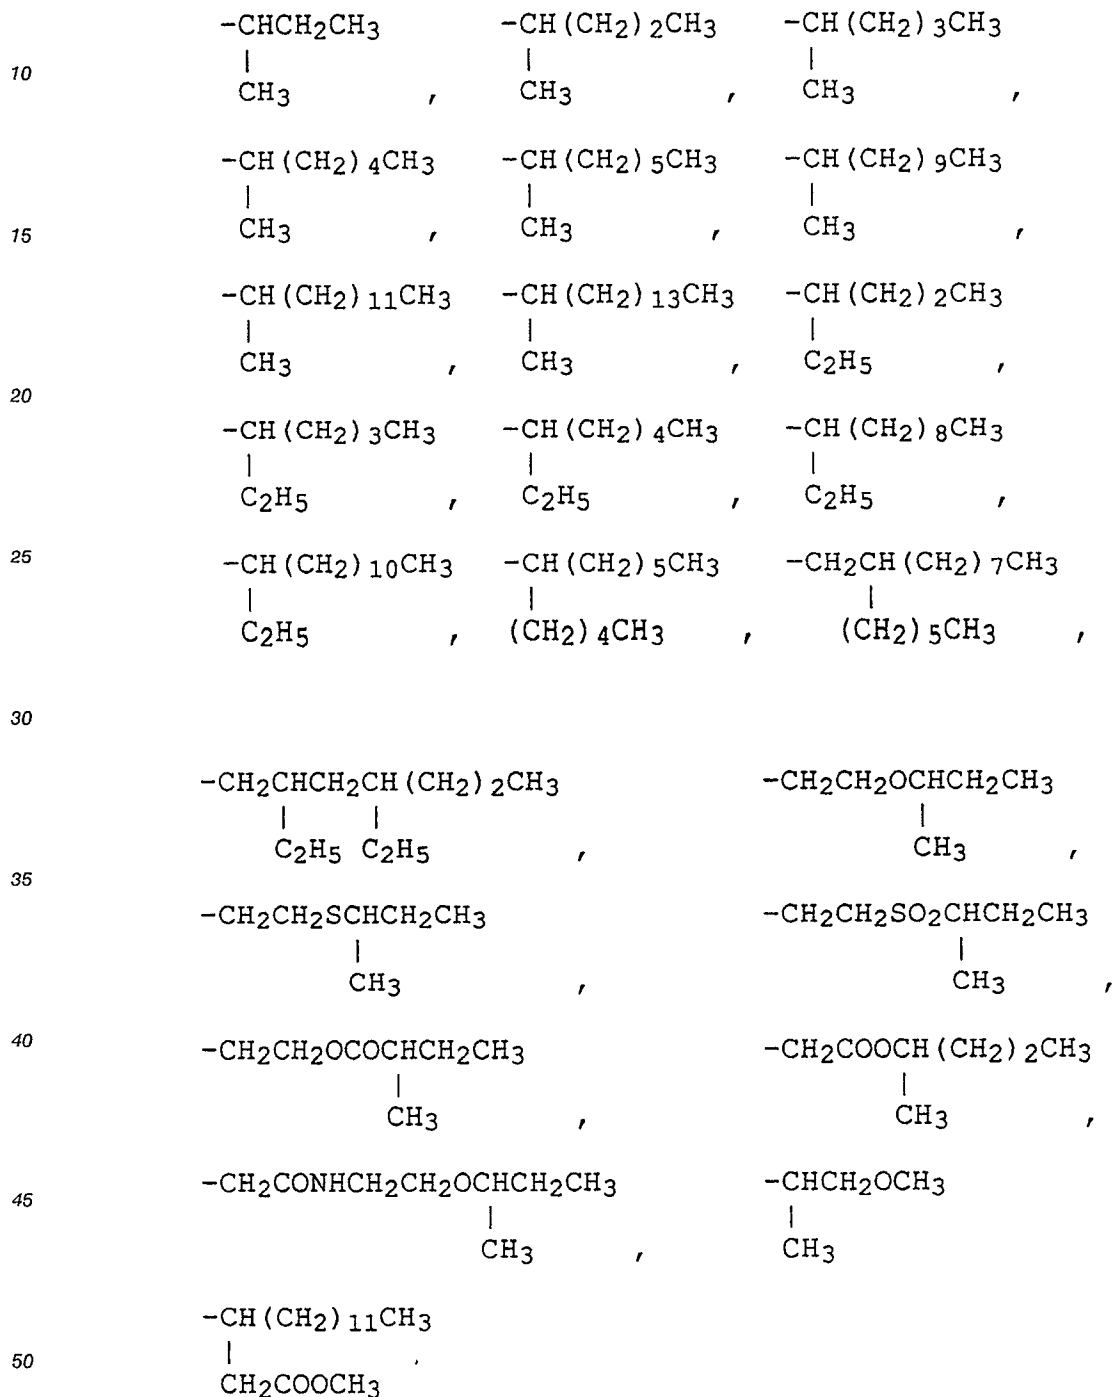 -CHCH2CH3 -CH(CH2)2CH3 -CH(CH2)3CH3
| | |
10 CH3 , CH3 , CH3 ,
-CH(CH2)4CH3 -CH(CH2)5CH3 -CH(CH2)9CH3
| | |
15 CH3 , CH3 , CH3 ,
-CH(CH2)11CH3 -CH(CH2)13CH3 -CH(CH2)2CH3
| | |
CH3 , CH3 , C2H5 ,
20
-CH(CH2)3CH3 -CH(CH2)4CH3 -CH(CH2)8CH3
| | |
C2H5 , C2H5 , C2H5 ,
25 -CH(CH2)10CH3 -CH(CH2)5CH3 -CH2CH(CH2)7CH3
| | |
C2H5 , (CH2)4CH3 , (CH2)5CH3 ,
30
-CH2CHCH2CH(CH2)2CH3 -CH2CH2OCHCH2CH3
| | |
C2H5 C2H5 , CH3 ,
35
-CH2CH2SCHCH2CH3 -CH2CH2SO2CHCH2CH3
| |
CH3 , CH3 ,
40 -CH2CH2OCOCHCH2CH3 -CH2COOCH(CH2)2CH3
| |
CH3 , CH3 ,
45 -CH2CONHCH2CH2OCHCH2CH3 -CHCH2OCH3
| |
CH3 , CH3
-CH(CH2)11CH3
|
50 CH2COOCH3